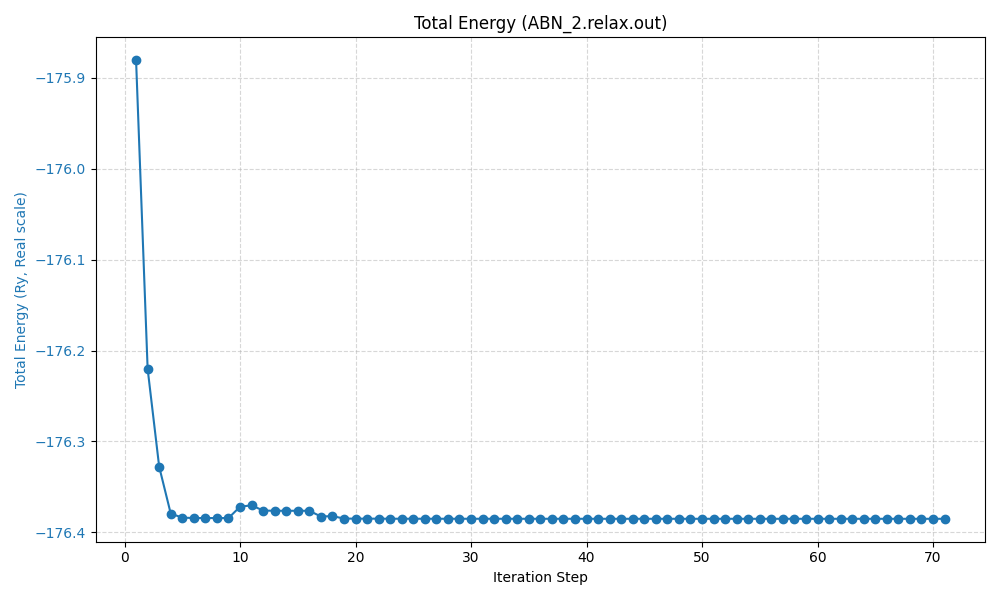 Total Energy (ABN_2.relax.out)
Total Energy (Ry, Real scale)
−175.9
−176.0
−176.1
−176.2
−176.3
−176.4
0 10 20 30 40 50 60 70
Iteration Step